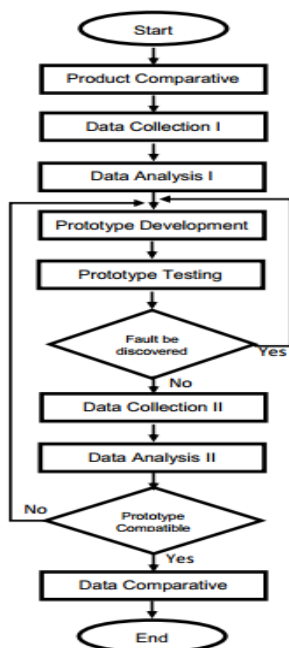 Start
Product Comparative
Data Collection I
Data Analysis I
Prototype Development
Prototype Testing
Fault be
discovered
Yes
No
Data Collection II
Data Analysis II
No
Prototype
Compatible
Yes
Data Comparative
End